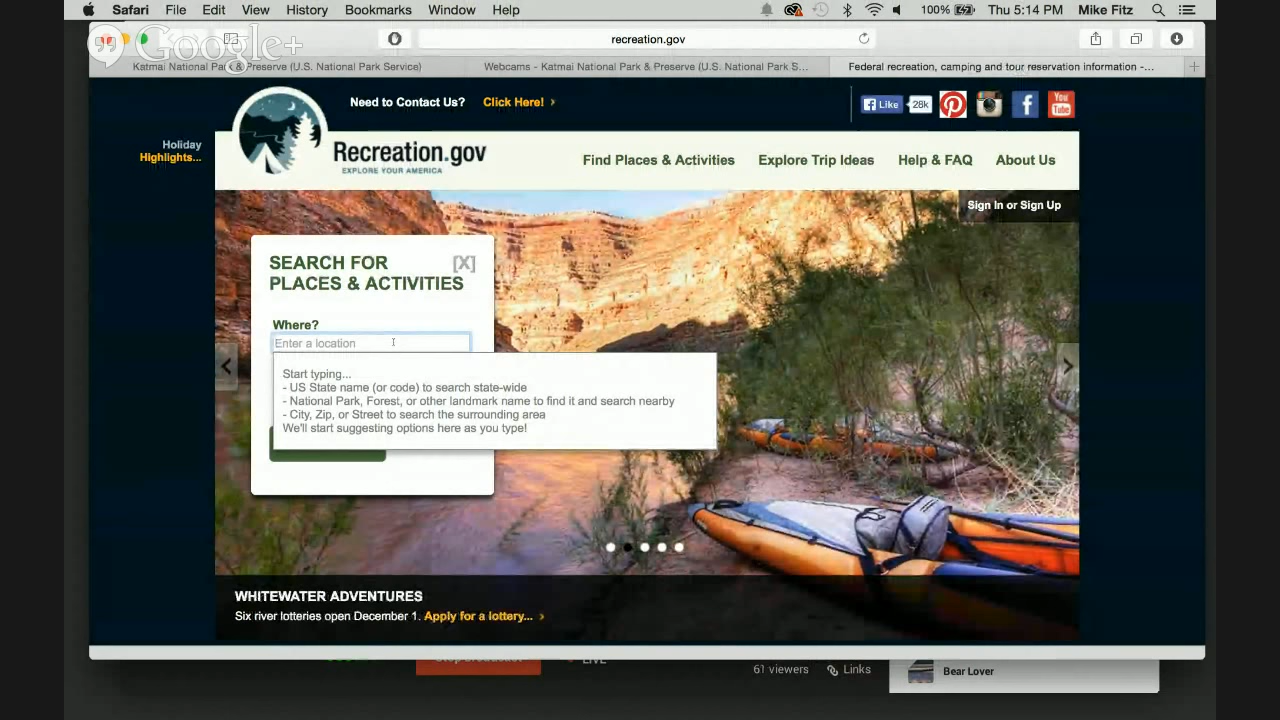 Safari File Edit View History Bookmarks Window Help
100% Thu 5:14 PM Mike Fitz
Google+
recreation.gov
Katmai National Park & Preserve (U.S. National Park Service)
Webcams - Katmai National Park & Preserve (U.S. National Park S...
Federal recreation, camping and tour reservation information -...
Need to Contact Us? Click Here!
Like 28k
You Tube
Holiday
Highlights...
Recreation.gov
EXPLORE YOUR AMERICA
Find Places & Activities Explore Trip Ideas Help & FAQ About Us
Sign In or Sign Up
SEARCH FOR [X]
PLACES & ACTIVITIES
Where?
Enter a location
Start typing...
- US State name (or code) to search state-wide
- National Park, Forest, or other landmark name to find it and search nearby
- City, Zip, or Street to search the surrounding area
We'll start suggesting options here as you type!
WHITEWATER ADVENTURES
Six river lotteries open December 1. Apply for a lottery...
LIVE
61 viewers Links
Bear Lover